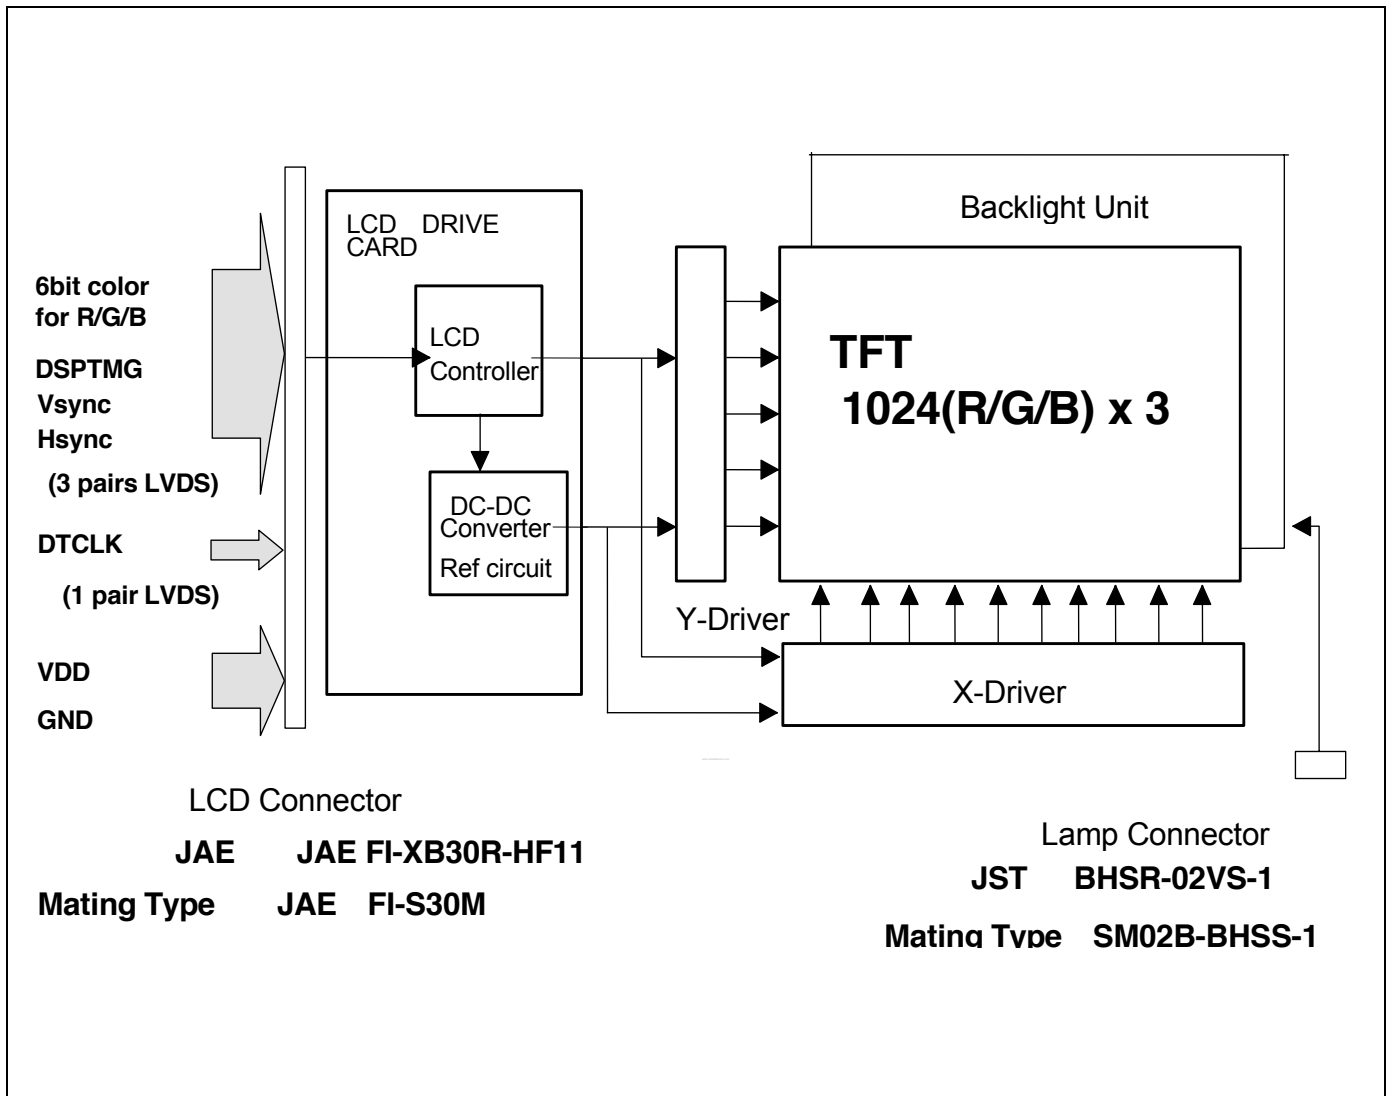 Backlight Unit
LCD DRIVE
CARD
6bit color
for R/G/B
DSPTMG
Vsync
Hsync
(3 pairs LVDS)
DTCLK
(1 pair LVDS)
VDD
GND
LCD
Controller
DC-DC
Converter
Ref circuit
TFT
1024(R/G/B) x 3
Y-Driver
X-Driver
LCD Connector
JAE JAE FI-XB30R-HF11
Mating Type JAE FI-S30M
Lamp Connector
JST BHSR-02VS-1
Mating Type SM02B-BHSS-1